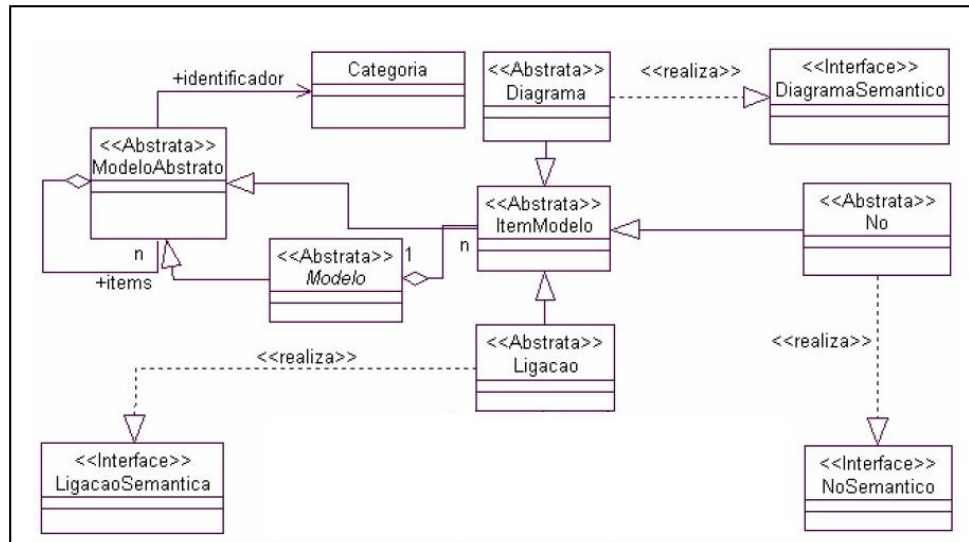 +identificador
Categoria
<<Abstrata>>
Diagrama
<<realiza>>
<<Interface>>
DiagramaSemantico
<<Abstrata>>
ModeloAbstrato
n
+items
<<Abstrata>>
Modelo
1
n
<<Abstrata>>
ItemModelo
<<Abstrata>>
No
<<realiza>>
<<Abstrata>>
Ligacao
<<realiza>>
<<Interface>>
LigacaoSemantica
<<Interface>>
NoSemantico